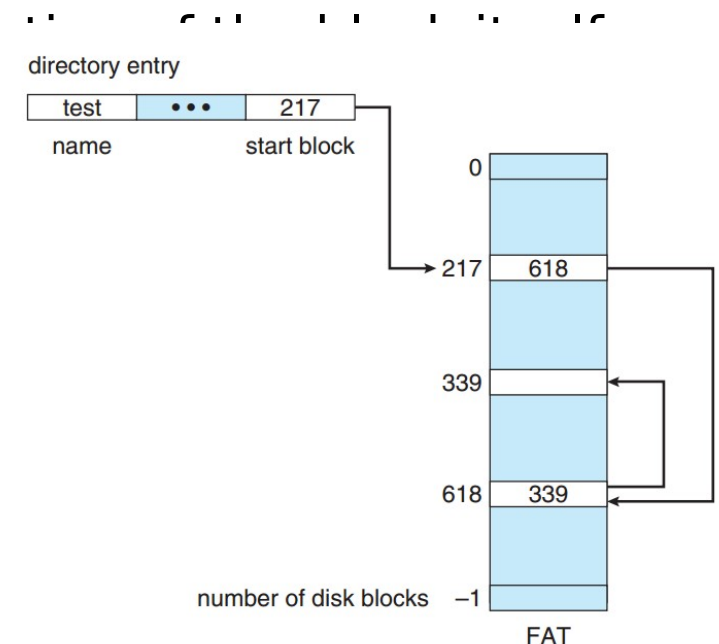 directory entry
test ••• 217
name start block
0
217 618
339
618 339
number of disk blocks –1
FAT